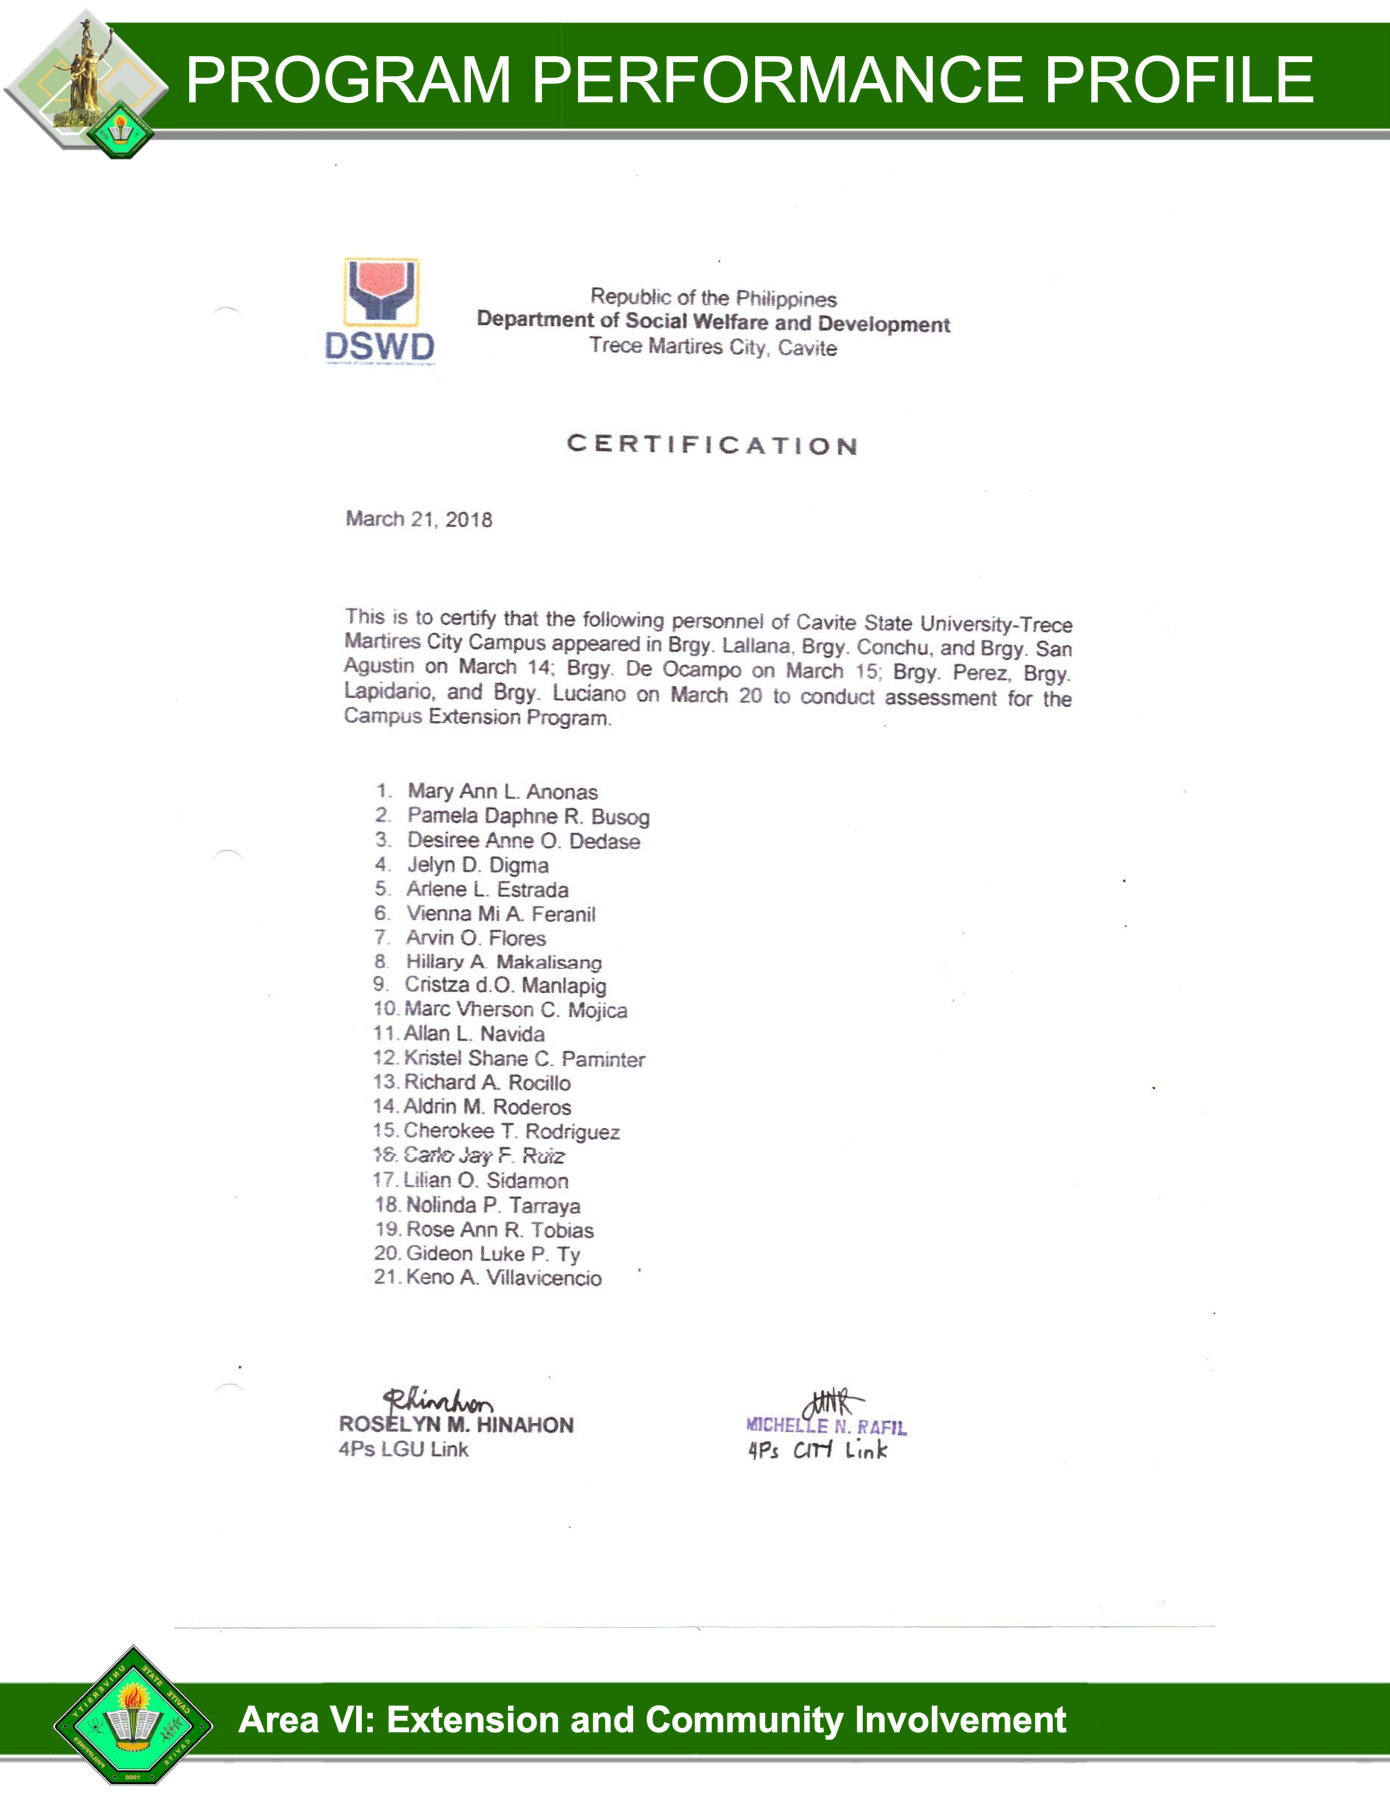 PROGRAM PERFORMANCE PROFILE
DSWD
Republic of the Philippines
Department of Social Welfare and Development
Trece Martires City, Cavite
CERTIFICATION
March 21, 2018
This is to certify that the following personnel of Cavite State University-Trece
Martires City Campus appeared in Brgy. Lallana, Brgy. Conchu, and Brgy. San
Agustin on March 14; Brgy. De Ocampo on March 15; Brgy. Perez, Brgy.
Lapidario, and Brgy. Luciano on March 20 to conduct assessment for the
Campus Extension Program.
1. Mary Ann L. Anonas
2. Pamela Daphne R. Busog
3. Desiree Anne O. Dedase
4. Jelyn D. Digma
5. Arlene L. Estrada
6. Vienna Mi A. Feranil
7. Arvin O. Flores
8. Hillary A. Makalisang
9. Cristza d.O. Manlapig
10. Marc Vherson C. Mojica
11. Allan L. Navida
12. Kristel Shane C. Paminter
13. Richard A. Rocillo
14. Aldrin M. Roderos
15. Cherokee T. Rodriguez
16. Carlo Jay F. Ruiz
17. Lilian O. Sidamon
18. Nolinda P. Tarraya
19. Rose Ann R. Tobias
20. Gideon Luke P. Ty
21. Keno A. Villavicencio
Rhinahon
ROSELYN M. HINAHON
4Ps LGU Link
MNR
MICHELLE N. RAFIL
4Ps CITY Link
CAVITE STATE UNIVERSITY
CAVITE PHILIPPINES
1906
Area VI: Extension and Community Involvement